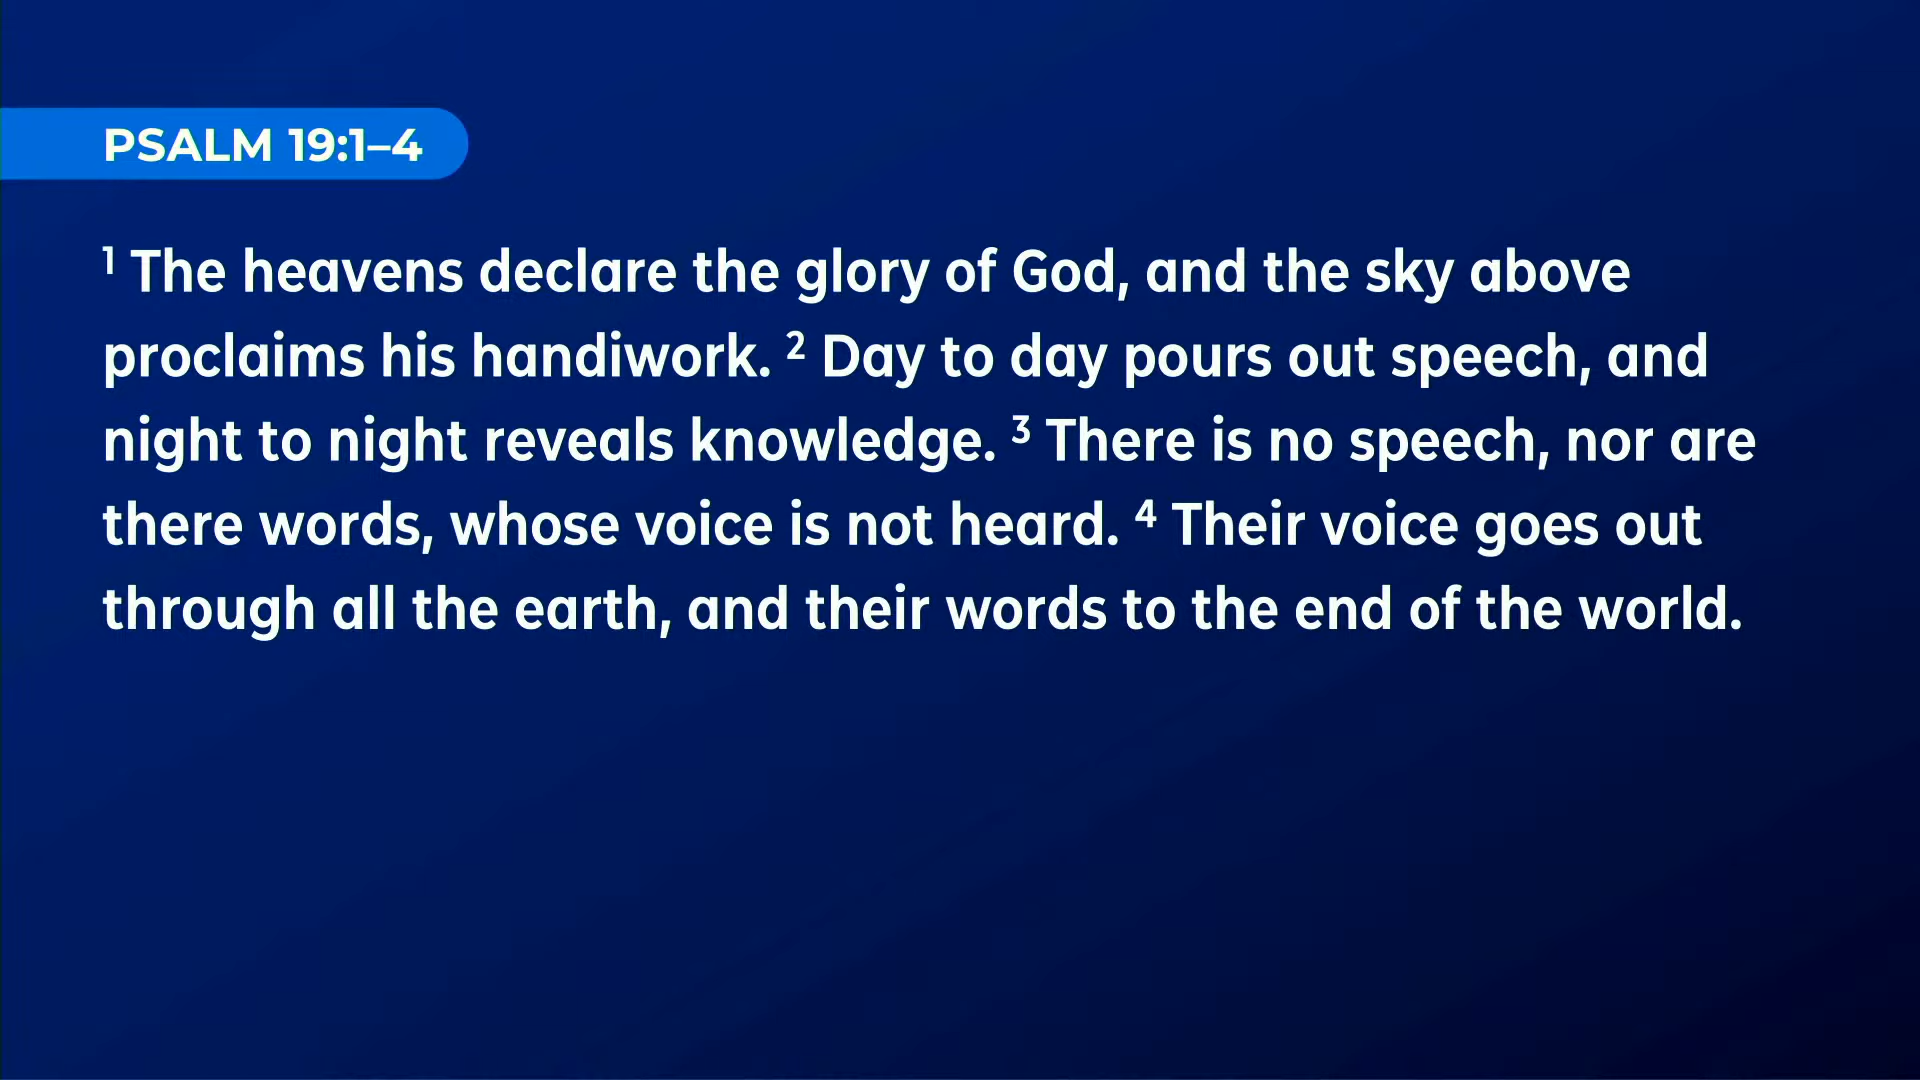 PSALM 19:1–4
¹ The heavens declare the glory of God, and the sky above
proclaims his handiwork. ² Day to day pours out speech, and
night to night reveals knowledge. ³ There is no speech, nor are
there words, whose voice is not heard. ⁴ Their voice goes out
through all the earth, and their words to the end of the world.